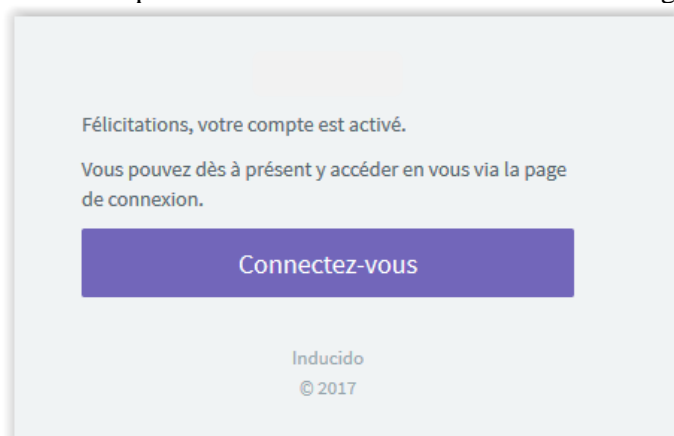 Félicitations, votre compte est activé.
Vous pouvez dès à présent y accéder en vous via la page
de connexion.
Connectez-vous
Inducido
© 2017